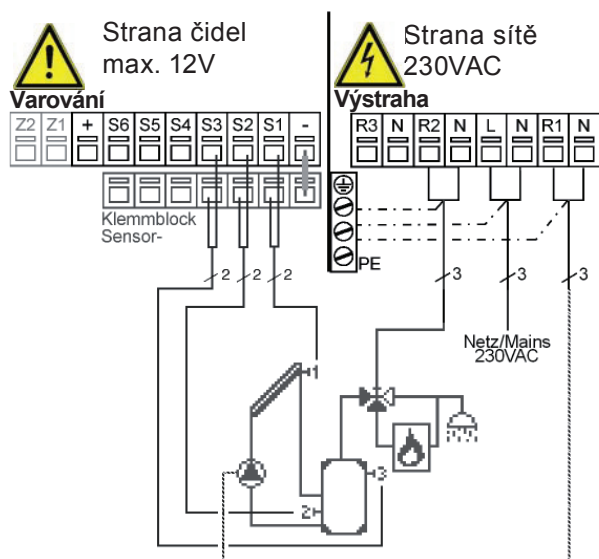 Strana čidel
max. 12V
Varování
Strana sítě
230VAC
Výstraha
Z2 Z1 + S6 S5 S4 S3 S2 S1 -
R3 N R2 N L N R1 N
Klemmblock
Sensor-
PE
2 2 2
3 3 3
Netz/Mains
230VAC
1
3
2